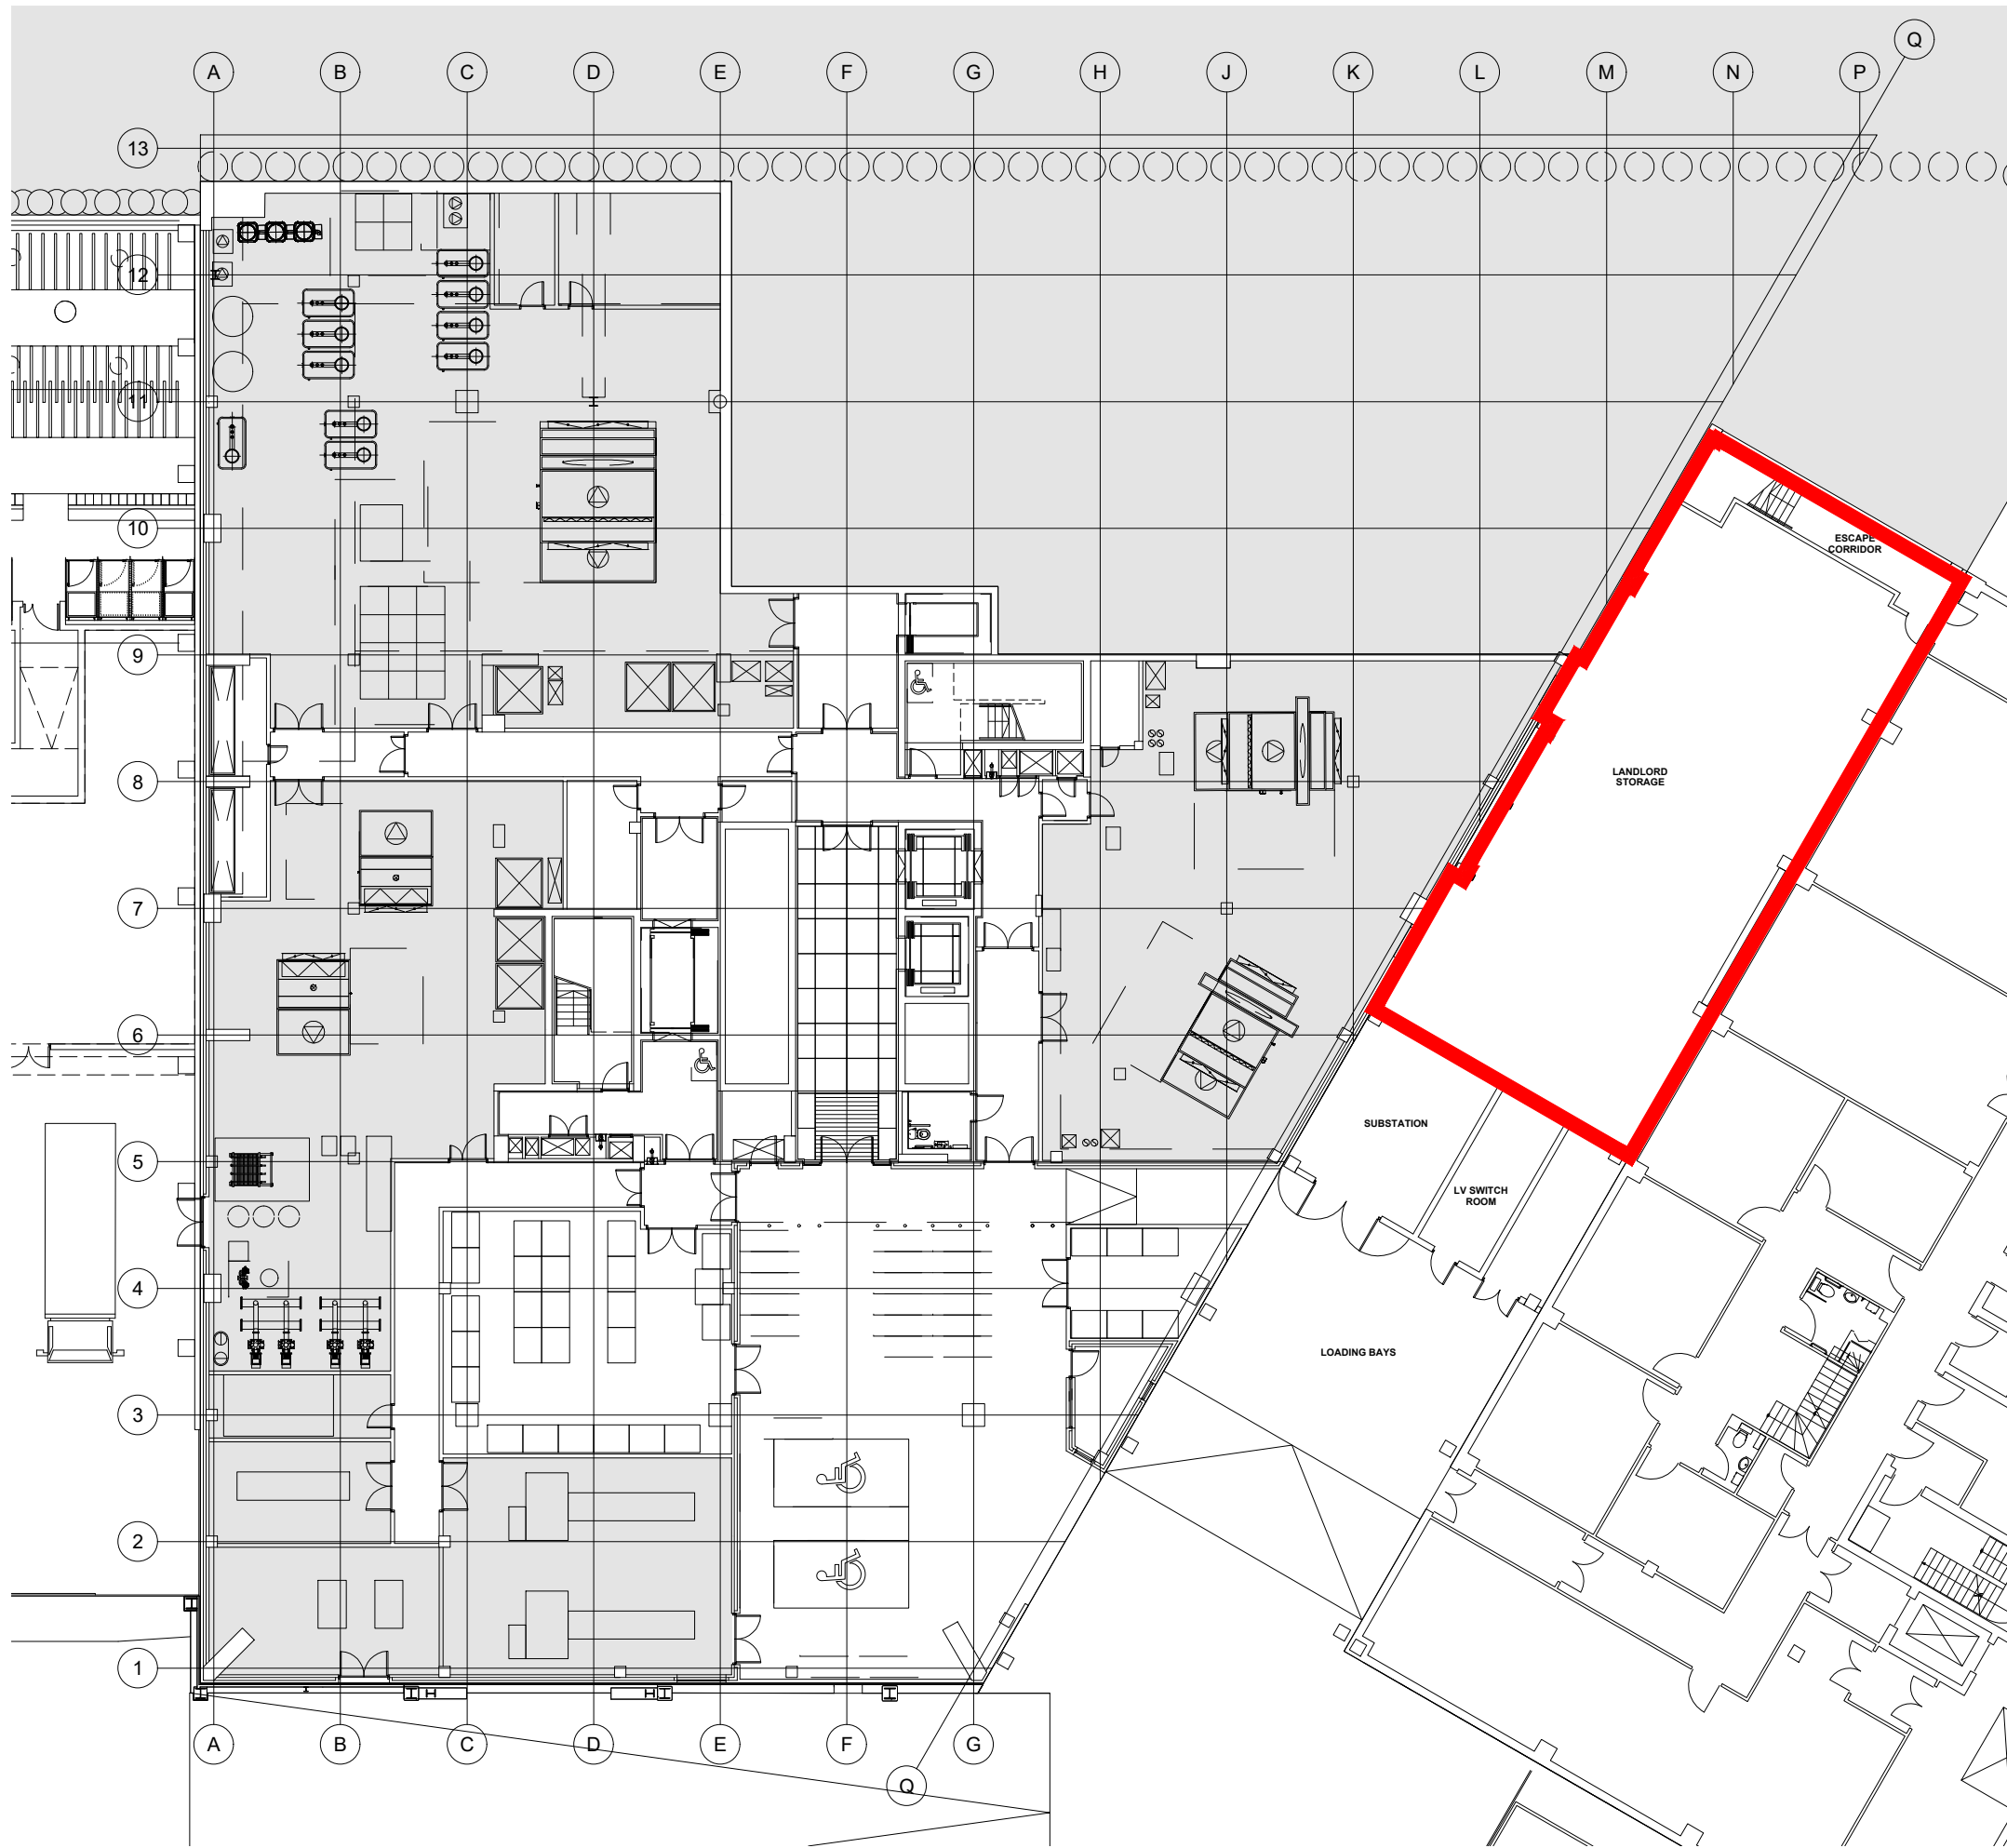 Q
A B C D E F G H J K L M N P
13
12
11
10
ESCAPE
CORRIDOR
9
LANDLORD
STORAGE
8
7
6
SUBSTATION
5
LV SWITCH
ROOM
4
LOADING BAYS
3
2
1
A B C D E F G
Q